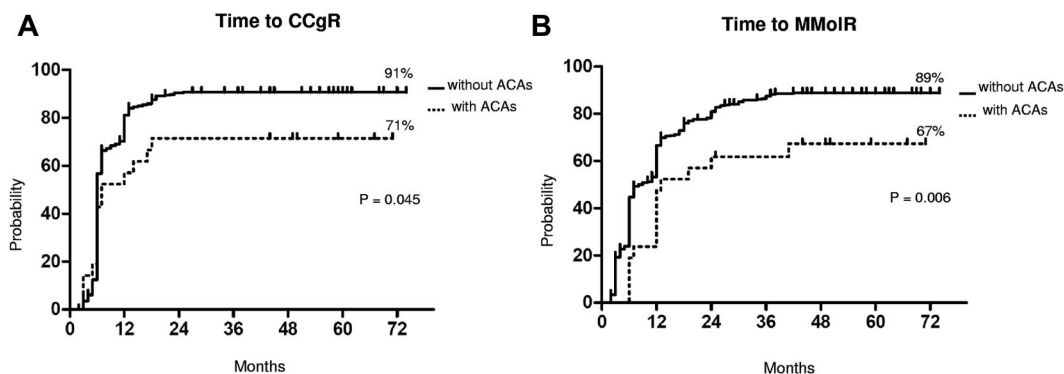 A
Time to CCgR
100
80
60
40
20
0
0 12 24 36 48 60 72
Probability
Months
91%
71%
without ACAs
with ACAs
P = 0.045
B
Time to MMolR
100
80
60
40
20
0
0 12 24 36 48 60 72
Probability
Months
89%
67%
without ACAs
with ACAs
P = 0.006